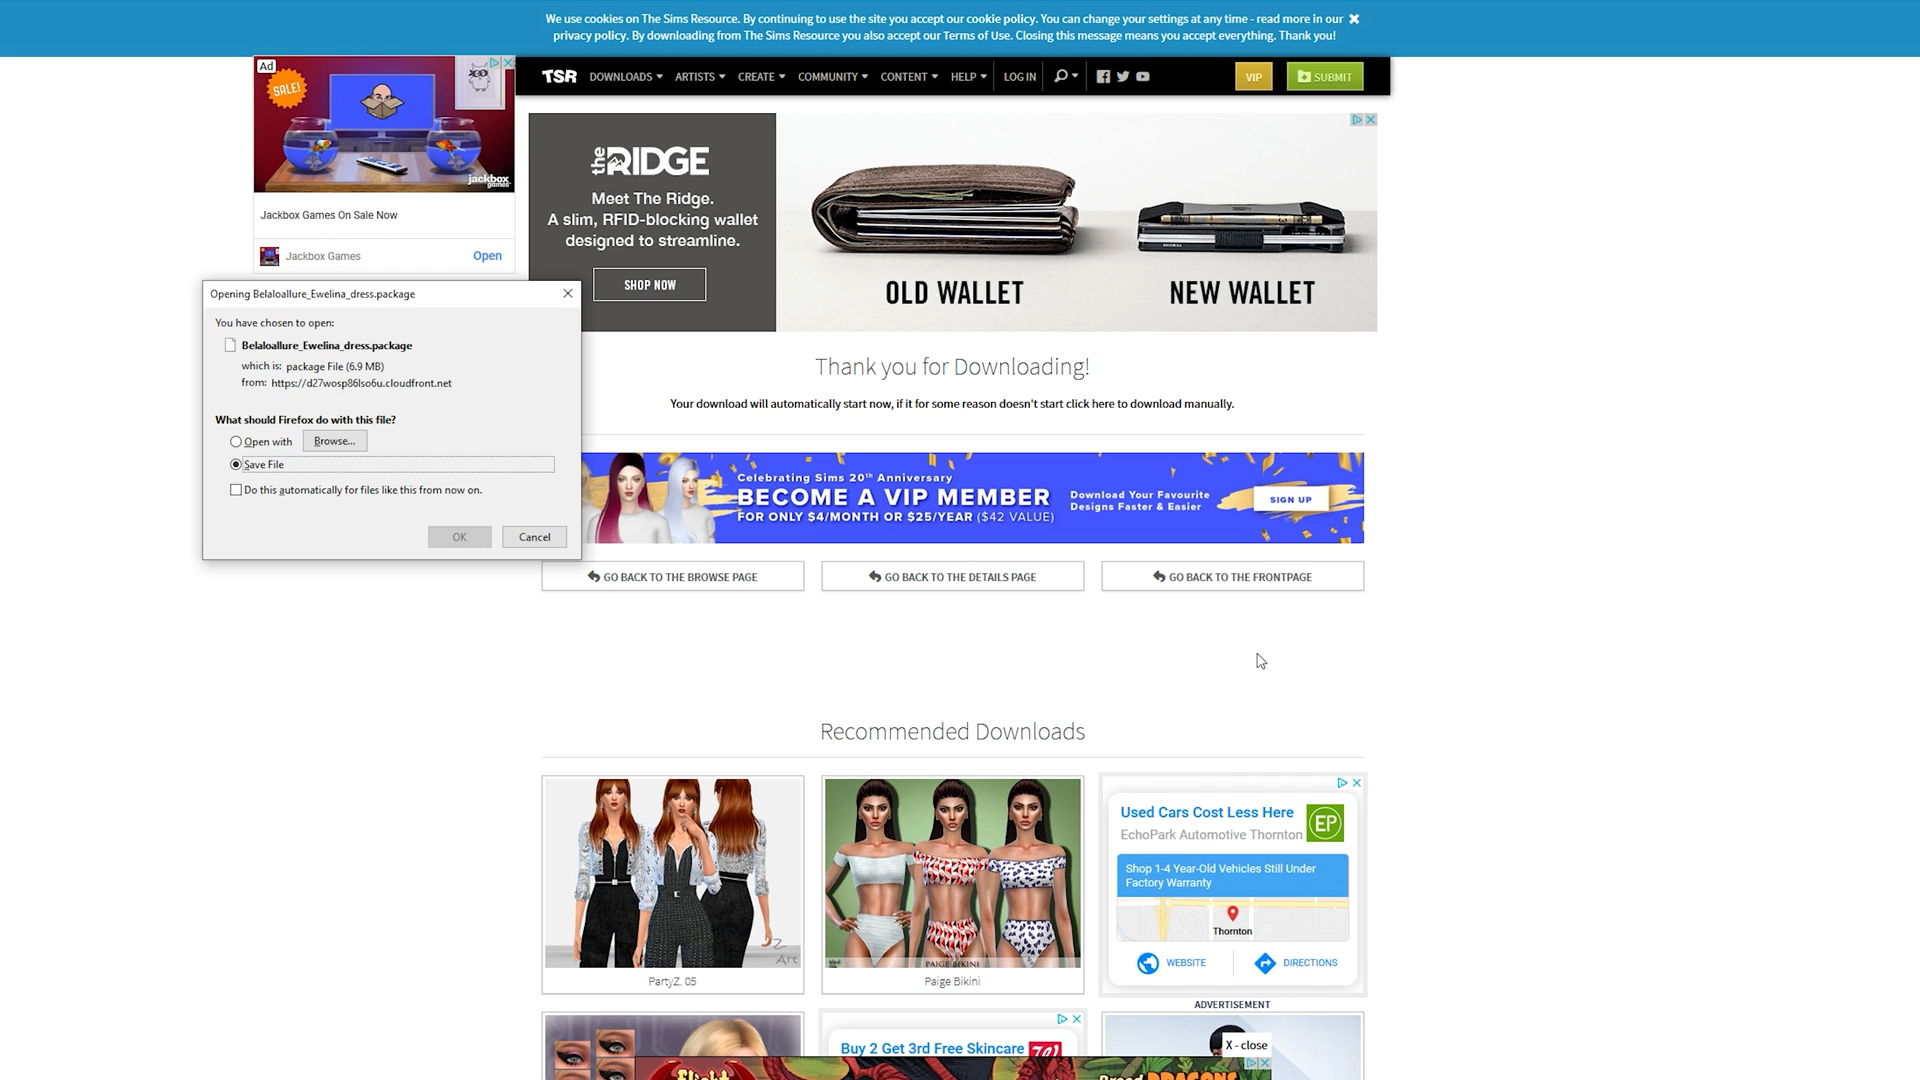 We use cookies on The Sims Resource. By continuing to use the site you accept our cookie policy. You can change your settings at any time - read more in our
privacy policy. By downloading from The Sims Resource you also accept our Terms of Use. Closing this message means you accept everything. Thank you!
Ad
SALE!
jackbox
games
Jackbox Games On Sale Now
Jackbox Games
Open
TSR
DOWNLOADS
ARTISTS
CREATE
COMMUNITY
CONTENT
HELP
LOG IN
VIP
SUBMIT
the RIDGE
Meet The Ridge.
A slim, RFID-blocking wallet
designed to streamline.
SHOP NOW
OLD WALLET
NEW WALLET
Opening Belaloallure_Ewelina_dress.package
You have chosen to open:
Belaloallure_Ewelina_dress.package
which is: package File (6.9 MB)
from: https://d27wosp86lso6u.cloudfront.net
What should Firefox do with this file?
Open with
Browse...
Save File
Do this automatically for files like this from now on.
OK
Cancel
Thank you for Downloading!
Your download will automatically start now, if it for some reason doesn't start click here to download manually.
Celebrating Sims 20th Anniversary
BECOME A VIP MEMBER
FOR ONLY $4/MONTH OR $25/YEAR ($42 VALUE)
Download Your Favourite
Designs Faster & Easier
SIGN UP
GO BACK TO THE BROWSE PAGE
GO BACK TO THE DETAILS PAGE
GO BACK TO THE FRONTPAGE
Recommended Downloads
Z.
Art
PartyZ. 05
PAIGE BIKINI
Paige Bikini
Used Cars Cost Less Here
EchoPark Automotive Thornton
EP
Shop 1-4 Year-Old Vehicles Still Under
Factory Warranty
Thornton
WEBSITE
DIRECTIONS
ADVERTISEMENT
Buy 2 Get 3rd Free Skincare
X - close
Flight
Breed DRAGONS